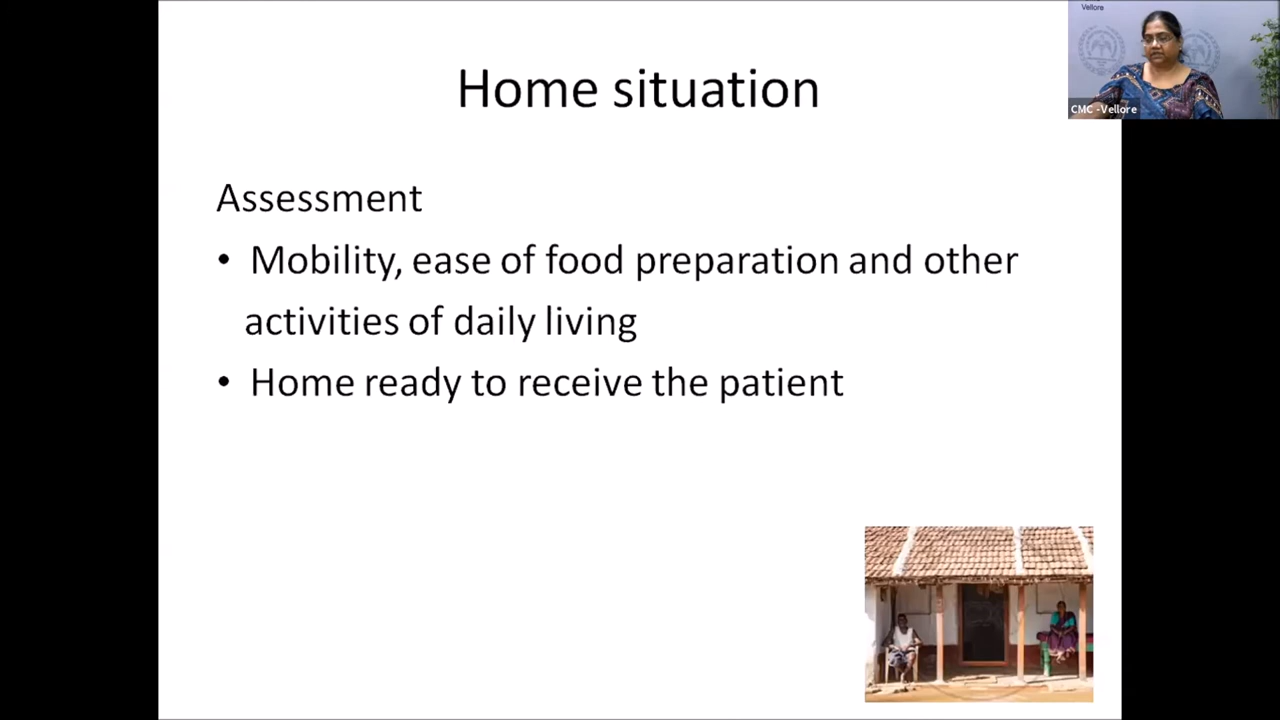 Home situation
Vellore
CMC -Vellore
Assessment
• Mobility, ease of food preparation and other
activities of daily living
• Home ready to receive the patient